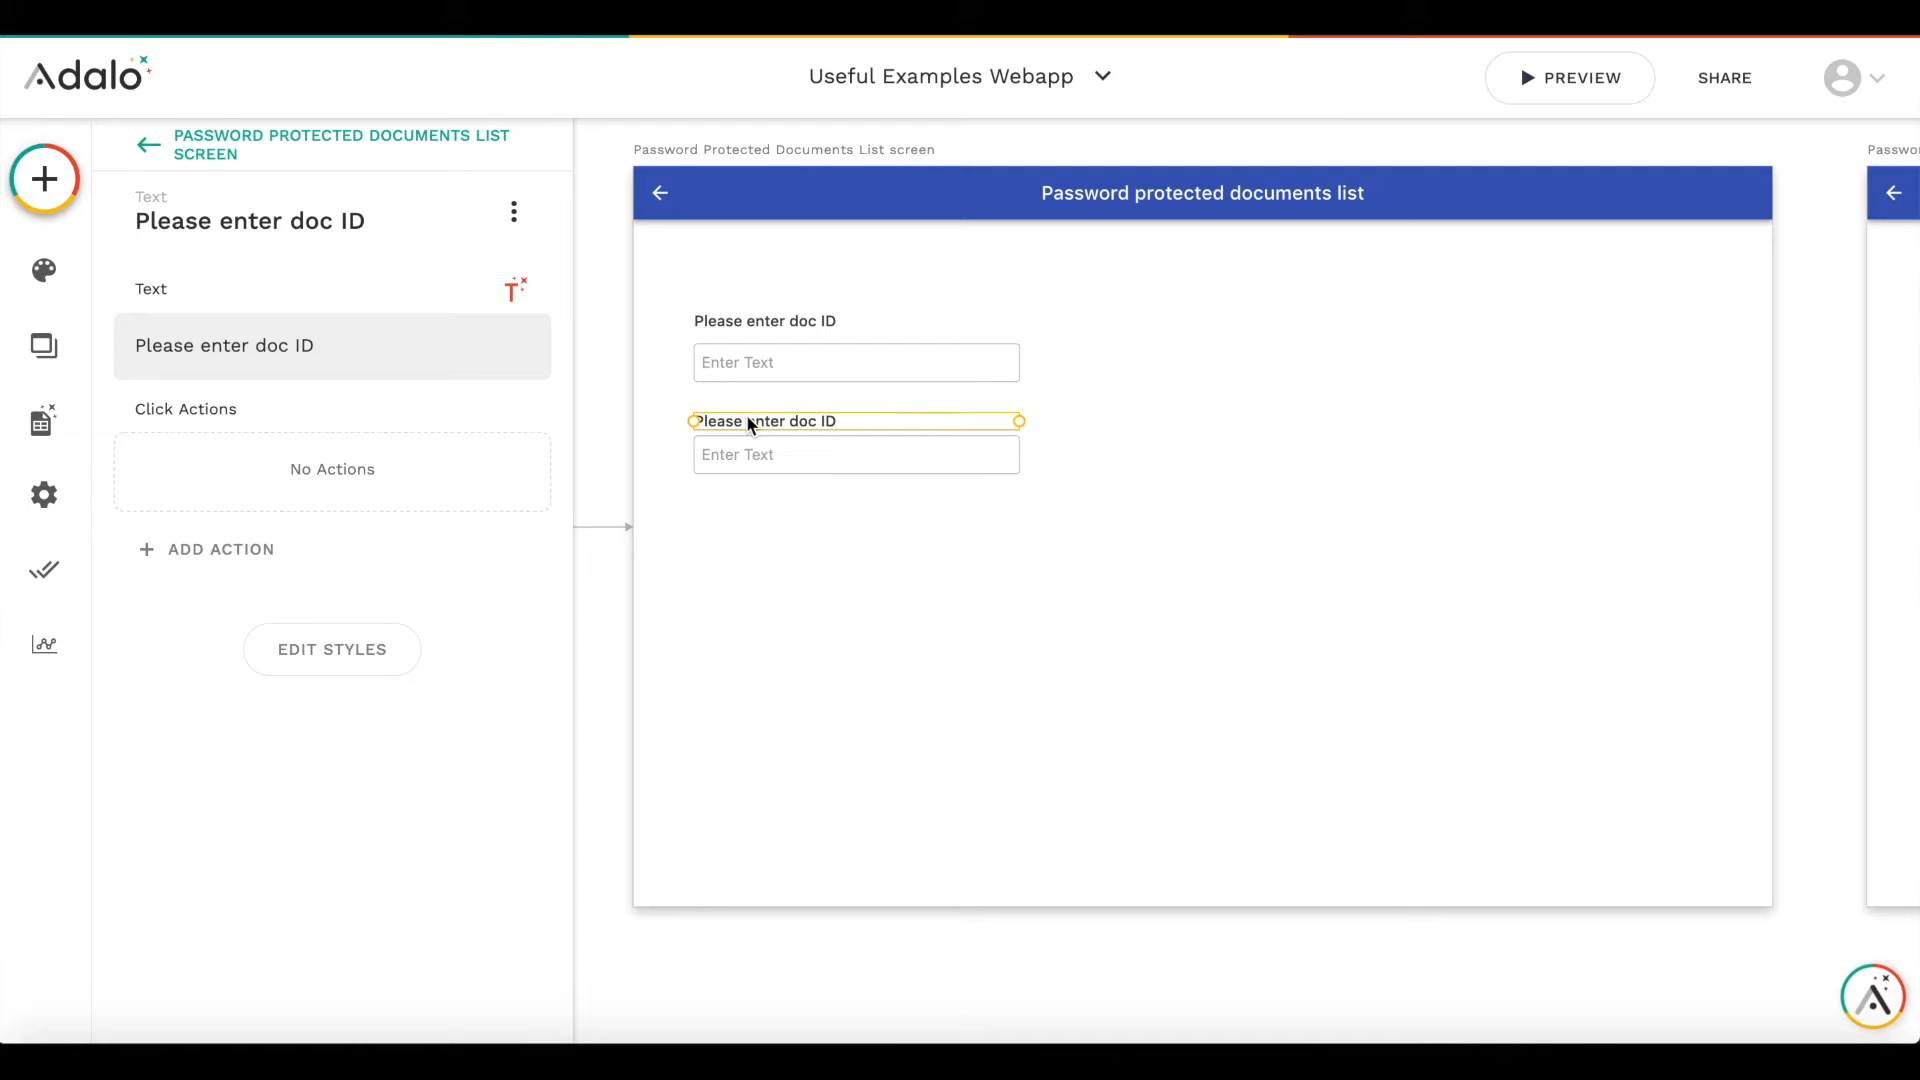 Adalo
Useful Examples Webapp
PREVIEW
SHARE
PASSWORD PROTECTED DOCUMENTS LIST
SCREEN
Text
Please enter doc ID
Text
Please enter doc ID
Click Actions
No Actions
ADD ACTION
EDIT STYLES
Password Protected Documents List screen
Password protected documents list
Please enter doc ID
Enter Text
Please enter doc ID
Enter Text
Passwo